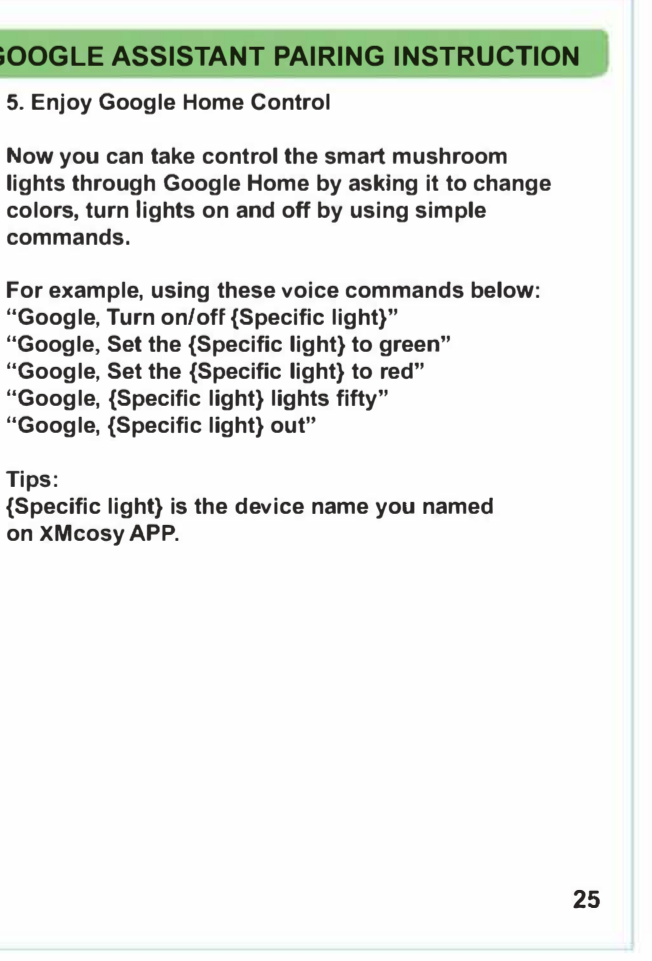 GOOGLE ASSISTANT PAIRING INSTRUCTION
5. Enjoy Google Home Control
Now you can take control the smart mushroom
lights through Google Home by asking it to change
colors, turn lights on and off by using simple
commands.
For example, using these voice commands below:
“Google, Turn on/off {Specific light}”
“Google, Set the {Specific light} to green”
“Google, Set the {Specific light} to red”
“Google, {Specific light} lights fifty”
“Google, {Specific light} out”
Tips:
{Specific light} is the device name you named
on XMcosy APP.
25